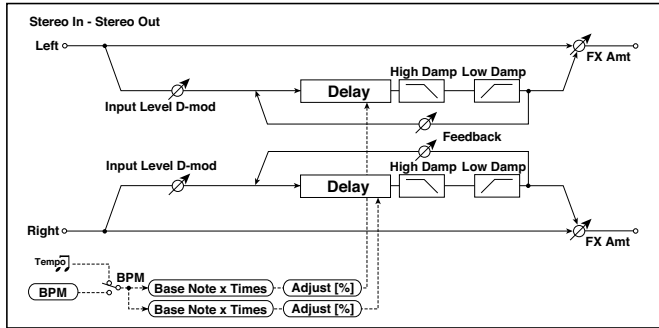 Stereo In - Stereo Out
Left
FX Amt
High Damp Low Damp
Delay
Input Level D-mod
Feedback
Input Level D-mod
High Damp Low Damp
Delay
Right
FX Amt
Tempo
BPM
BPM
Base Note x Times Adjust [%]
Base Note x Times Adjust [%]